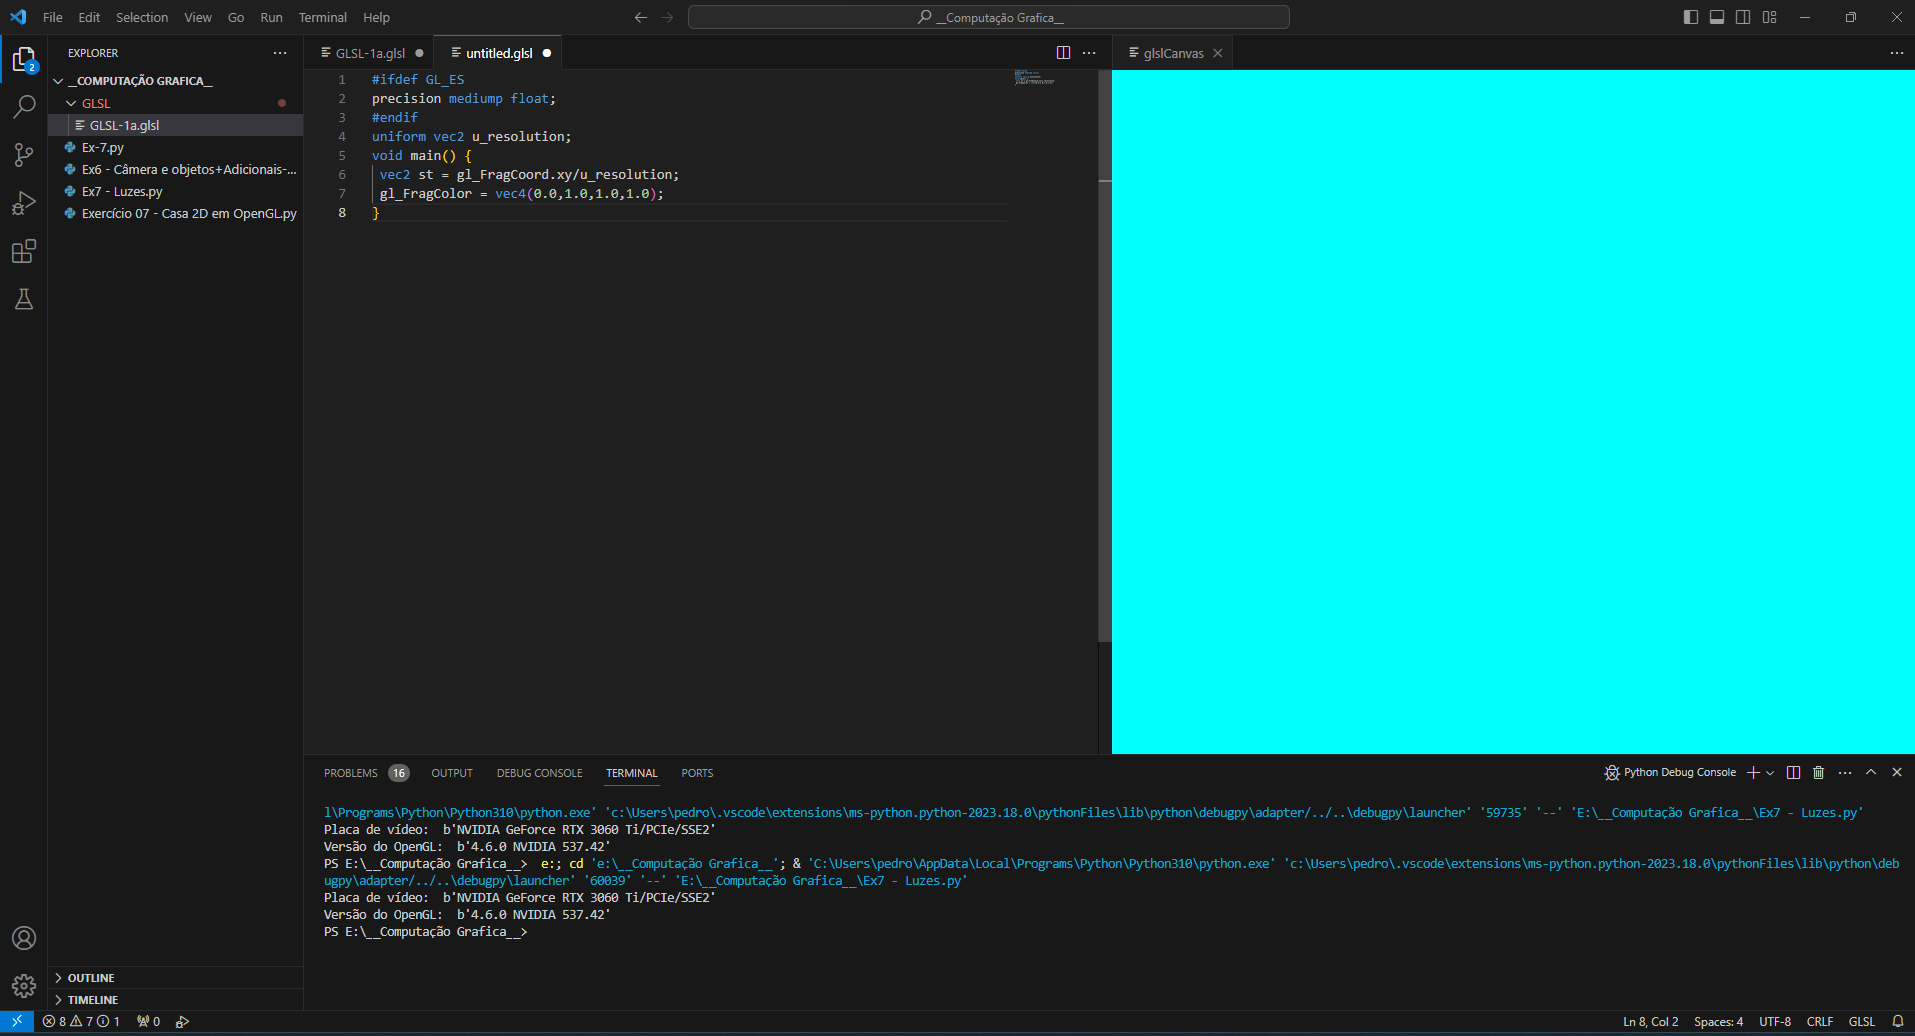 File Edit Selection View Go Run Terminal Help
__Computação Grafica__
EXPLORER
__COMPUTAÇÃO GRAFICA__
GLSL
GLSL-1a.glsl
Ex-7.py
Ex6 - Câmera e objetos+Adicionais-...
Ex7 - Luzes.py
Exercício 07 - Casa 2D em OpenGL.py
OUTLINE
TIMELINE
2
GLSL-1a.glsl untitled.glsl
1 #ifdef GL_ES
2 precision mediump float;
3 #endif
4 uniform vec2 u_resolution;
5 void main() {
6 vec2 st = gl_FragCoord.xy/u_resolution;
7 gl_FragColor = vec4(0.0,1.0,1.0,1.0);
8 }
glslCanvas
PROBLEMS 16 OUTPUT DEBUG CONSOLE TERMINAL PORTS
Python Debug Console
l\Programs\Python\Python310\python.exe' 'c:\Users\pedro\.vscode\extensions\ms-python.python-2023.18.0\pythonFiles\lib\python\debugpy\adapter/../..\debugpy\launcher' '59735' '--' 'E:\__Computação Grafica__\Ex7 - Luzes.py'
Placa de vídeo:  b'NVIDIA GeForce RTX 3060 Ti/PCIe/SSE2'
Versão do OpenGL:  b'4.6.0 NVIDIA 537.42'
PS E:\__Computação Grafica__>  e:; cd 'e:\__Computação Grafica__'; & 'C:\Users\pedro\AppData\Local\Programs\Python\Python310\python.exe' 'c:\Users\pedro\.vscode\extensions\ms-python.python-2023.18.0\pythonFiles\lib\python\deb
ugpy\adapter/../..\debugpy\launcher' '60039' '--' 'E:\__Computação Grafica__\Ex7 - Luzes.py'
Placa de vídeo:  b'NVIDIA GeForce RTX 3060 Ti/PCIe/SSE2'
Versão do OpenGL:  b'4.6.0 NVIDIA 537.42'
PS E:\__Computação Grafica__>
8 7 1 0
Ln 8, Col 2 Spaces: 4 UTF-8 CRLF GLSL